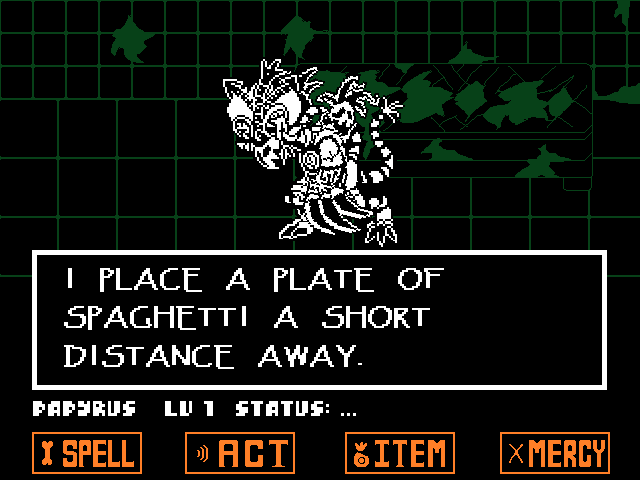 I PLACE A PLATE OF
SPAGHETTI A SHORT
DISTANCE AWAY.
PAPYRUS LV 1 STATUS: ...
SPELL ACT ITEM MERCY